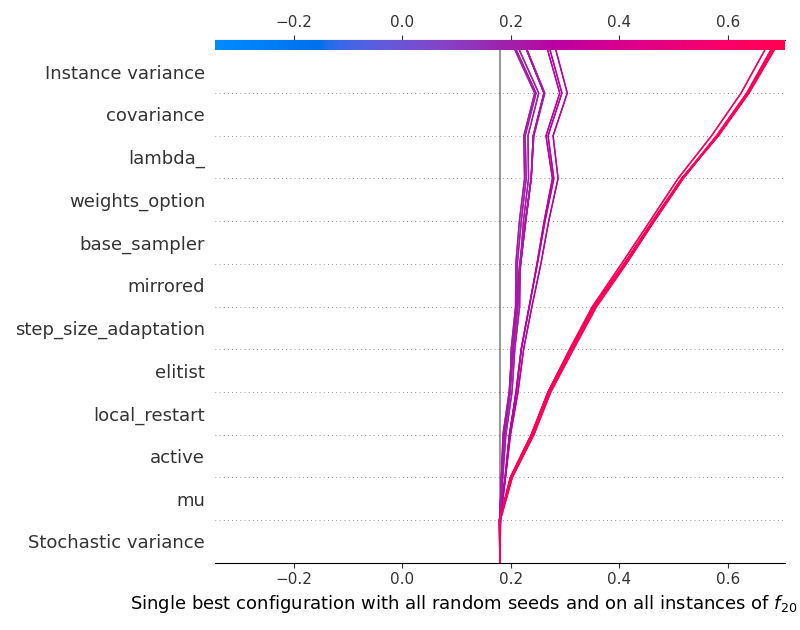 −0.2 0.0 0.2 0.4 0.6
Instance variance
covariance
lambda_
weights_option
base_sampler
mirrored
step_size_adaptation
elitist
local_restart
active
mu
Stochastic variance
−0.2 0.0 0.2 0.4 0.6
Single best configuration with all random seeds and on all instances of f20